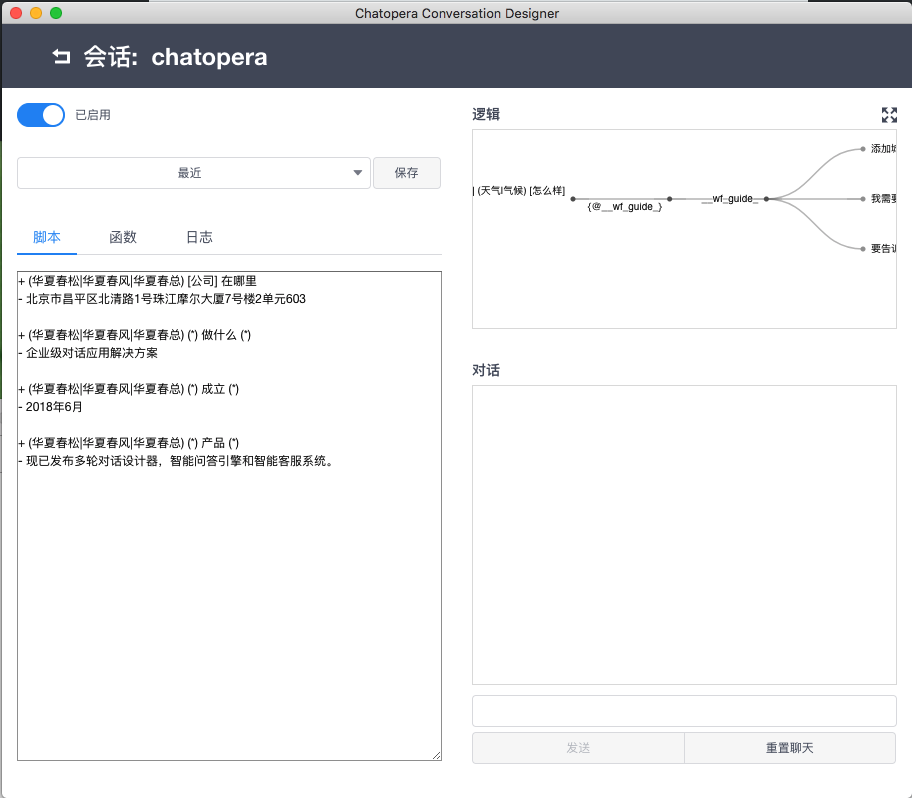 Chatopera Conversation Designer
会话: chatopera
已启用
最近
保存
脚本
函数
日志
+ (华夏春松|华夏春风|华夏春总) [公司] 在哪里
- 北京市昌平区北清路1号珠江摩尔大厦7号楼2单元603
+ (华夏春松|华夏春风|华夏春总) (*) 做什么 (*)
- 企业级对话应用解决方案
+ (华夏春松|华夏春风|华夏春总) (*) 成立 (*)
- 2018年6月
+ (华夏春松|华夏春风|华夏春总) (*) 产品 (*)
- 现已发布多轮对话设计器，智能问答引擎和智能客服系统。
逻辑
| (天气|气候) [怎么样]
{@__wf_guide_}
__wf_guide_
添加
我需要
要告诉
对话
发送
重置聊天